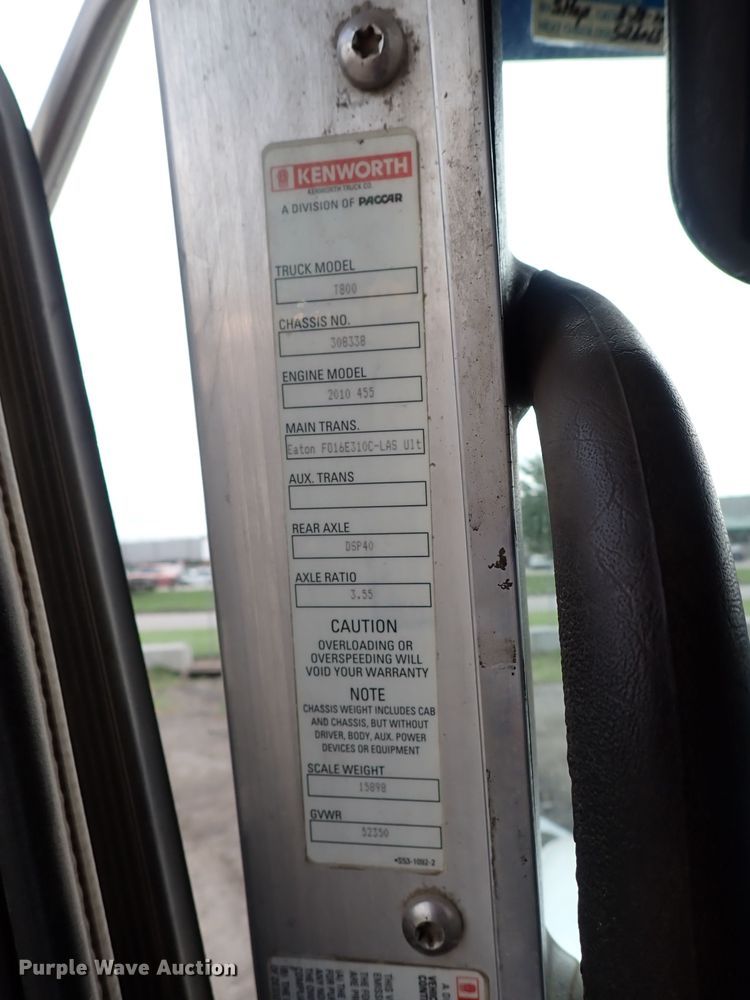 KENWORTH
KENWORTH TRUCK CO.
A DIVISION OF PACCAR
TRUCK MODEL
T800
CHASSIS NO.
308338
ENGINE MODEL
2010 455
MAIN TRANS.
Eaton FO16E310C-LAS Ult
AUX. TRANS
REAR AXLE
DSP40
AXLE RATIO
3.55
CAUTION
OVERLOADING OR
OVERSPEEDING WILL
VOID YOUR WARRANTY
NOTE
CHASSIS WEIGHT INCLUDES CAB
AND CHASSIS, BUT WITHOUT
DRIVER, BODY, AUX. POWER
DEVICES OR EQUIPMENT
SCALE WEIGHT
15898
GVWR
52350
•S53-1092-2
Purple Wave Auction